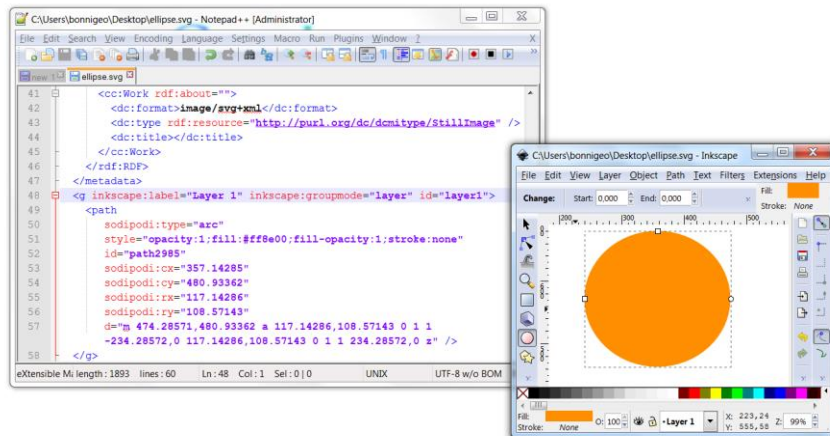 C:\Users\bonnigeo\Desktop\ellipse.svg - Notepad++ [Administrator]
File Edit Search View Encoding Language Settings Macro Run Plugins Window ? X
new 1 ellipse.svg
41 <cc:Work rdf:about="">
42 <dc:format>image/svg+xml</dc:format>
43 <dc:type rdf:resource="http://purl.org/dc/dcmitype/StillImage" />
44 <dc:title></dc:title>
45 </cc:Work>
46 </rdf:RDF>
47 </metadata>
48 <g inkscape:label="Layer 1" inkscape:groupmode="layer" id="layer1">
49 <path
50 sodipodi:type="arc"
51 style="opacity:1;fill:#ff8e00;fill-opacity:1;stroke:none"
52 id="path2985"
53 sodipodi:cx="357.14285"
54 sodipodi:cy="480.93362"
55 sodipodi:rx="117.14286"
56 sodipodi:ry="108.57143"
57 d="m 474.28571,480.93362 a 117.14286,108.57143 0 1 1
-234.28572,0 117.14286,108.57143 0 1 1 234.28572,0 z" />
58 </g>
eXtensible Ma length : 1893 lines : 60 Ln : 48 Col : 1 Sel : 0 | 0 UNIX UTF-8 w/o BOM
C:\Users\bonnigeo\Desktop\ellipse.svg - Inkscape
File Edit View Layer Object Path Text Filters Extensions Help
Change: Start: 0,000 End: 0,000 Fill:
Stroke: None
200 300 400 500
Fill: O: 100 Layer 1 X: 223,24 Z: 99%
Stroke: None Y: 555,58